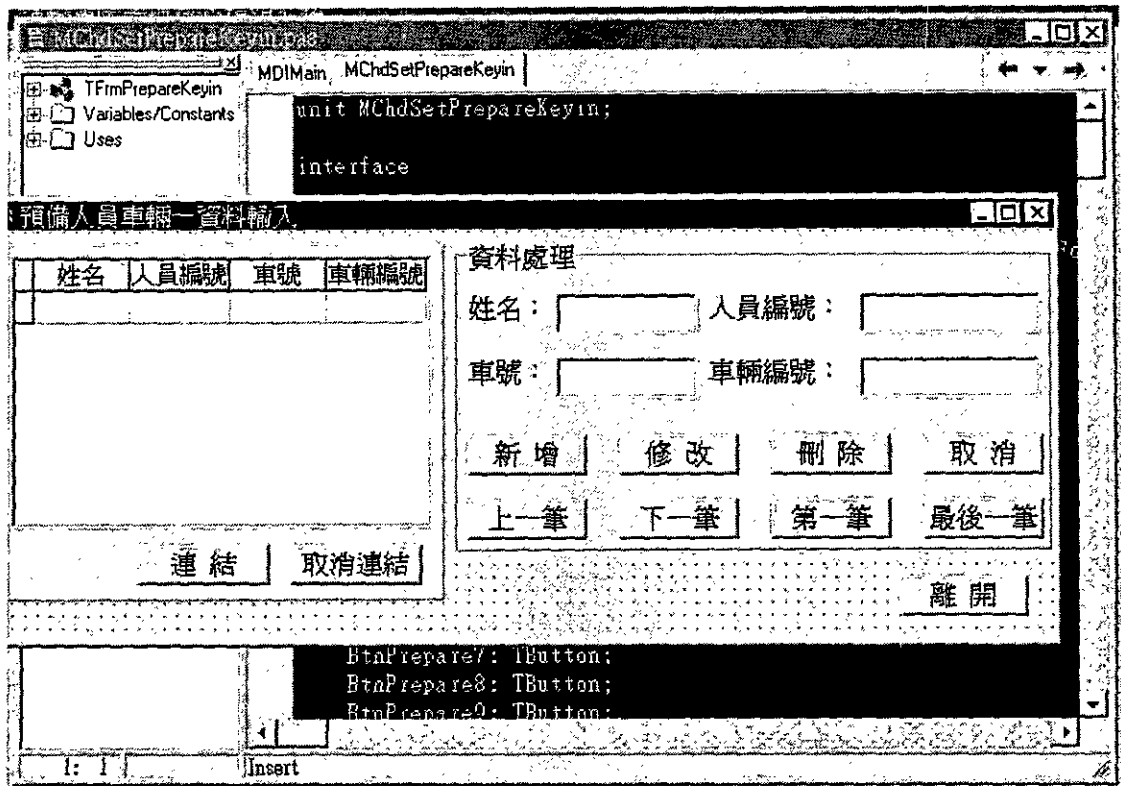 MChdSetPrepareKeyin.pas
TFrmPrepareKeyin
Variables/Constants
Uses
MDIMain MChdSetPrepareKeyin
unit MChdSetPrepareKeyin;
interface
預備人員車輛一資料輸入
姓名 人員編號 車號 車輛編號
連 結 取消連結
資料處理
姓名： 人員編號：
車號： 車輛編號：
新 增 修 改 刪 除 取 消
上一筆 下一筆 第一筆 最後一筆
離 開
BtnPrepare7: TButton;
BtnPrepare8: TButton;
BtnPrepare9: TButton;
1: 1 Insert